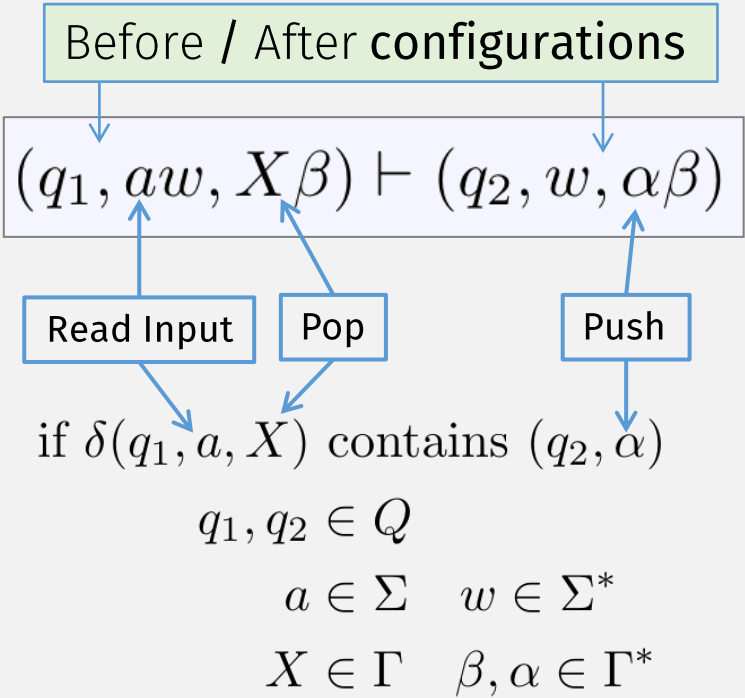 Before / After configurations
(q₁, aw, Xβ) ⊢ (q₂, w, αβ)
Read Input Pop Push
if δ(q₁, a, X) contains (q₂, α)
q₁, q₂ ∈ Q
a ∈ Σ w ∈ Σ*
X ∈ Γ β, α ∈ Γ*